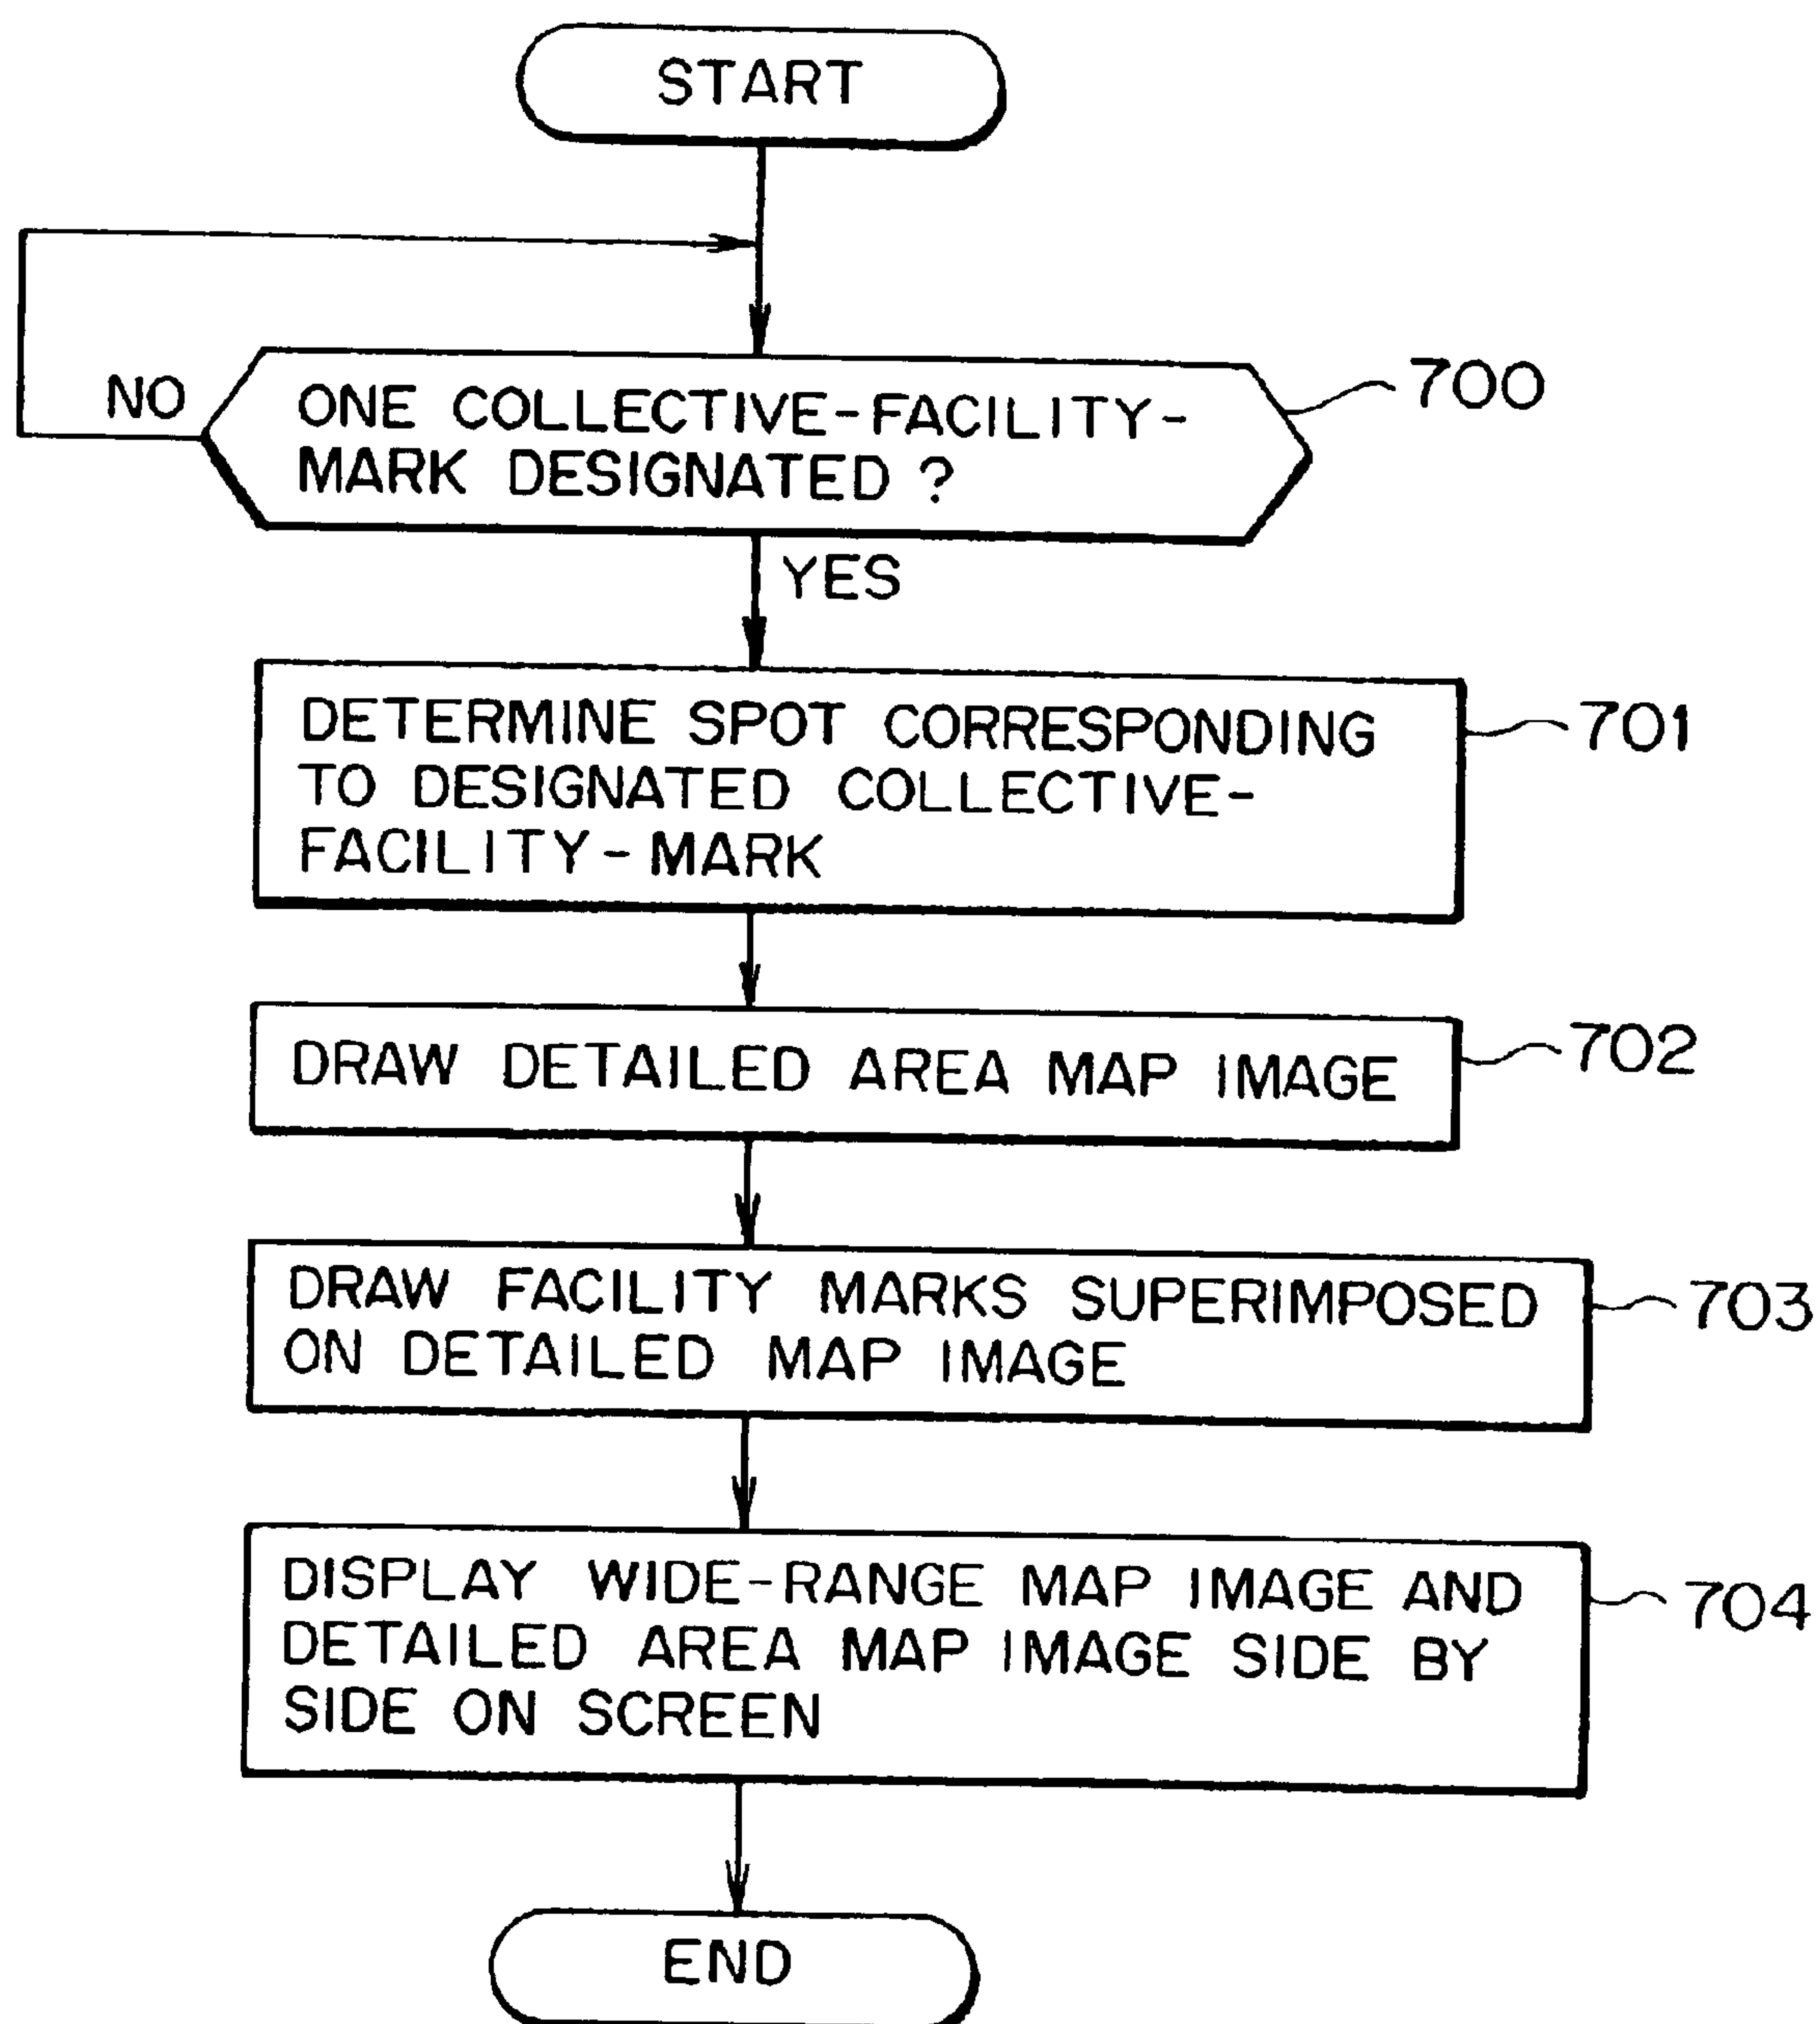 START
NO
ONE COLLECTIVE-FACILITY-
MARK DESIGNATED ?
700
YES
DETERMINE SPOT CORRESPONDING
TO DESIGNATED COLLECTIVE-
FACILITY-MARK
701
DRAW DETAILED AREA MAP IMAGE
702
DRAW FACILITY MARKS SUPERIMPOSED
ON DETAILED MAP IMAGE
703
DISPLAY WIDE-RANGE MAP IMAGE AND
DETAILED AREA MAP IMAGE SIDE BY
SIDE ON SCREEN
704
END